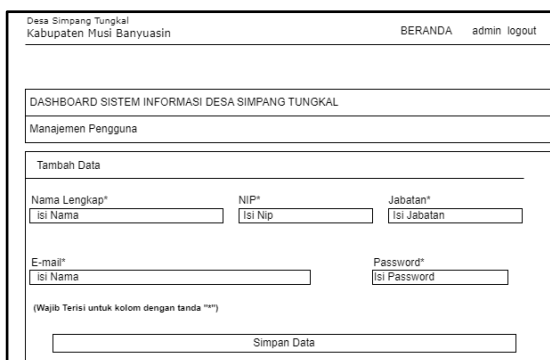 Desa Simpang Tungkal
Kabupaten Musi Banyuasin
BERANDA admin logout
DASHBOARD SISTEM INFORMASI DESA SIMPANG TUNGKAL
Manajemen Pengguna
Tambah Data
Nama Lengkap* NIP* Jabatan*
isi Nama Isi Nip Isi Jabatan
E-mail* Password*
isi Nama Isi Password
(Wajib Terisi untuk kolom dengan tanda "*")
Simpan Data